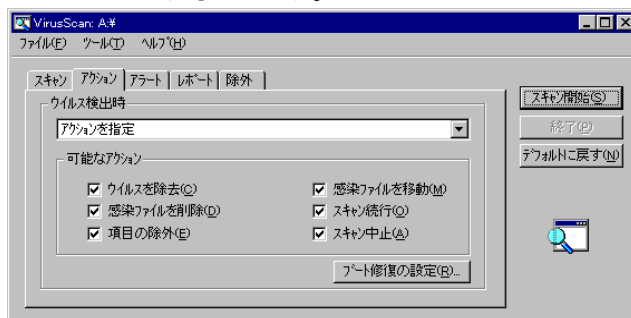 VirusScan: A:¥
ﾌｧｲﾙ(F) ﾂｰﾙ(T) ﾍﾙﾌﾟ(H)
ｽｷｬﾝ ｱｸｼｮﾝ ｱﾗｰﾄ ﾚﾎﾟｰﾄ 除外
ｳｲﾙｽ検出時
ｱｸｼｮﾝを指定
可能なｱｸｼｮﾝ
ｳｲﾙｽを除去(C) 感染ﾌｧｲﾙを移動(M)
感染ﾌｧｲﾙを削除(D) ｽｷｬﾝ続行(O)
項目の除外(E) ｽｷｬﾝ中止(A)
ﾌﾞｰﾄ修復の設定(R)...
ｽｷｬﾝ開始(S)
終了(P)
ﾃﾞﾌｫﾙﾄに戻す(N)